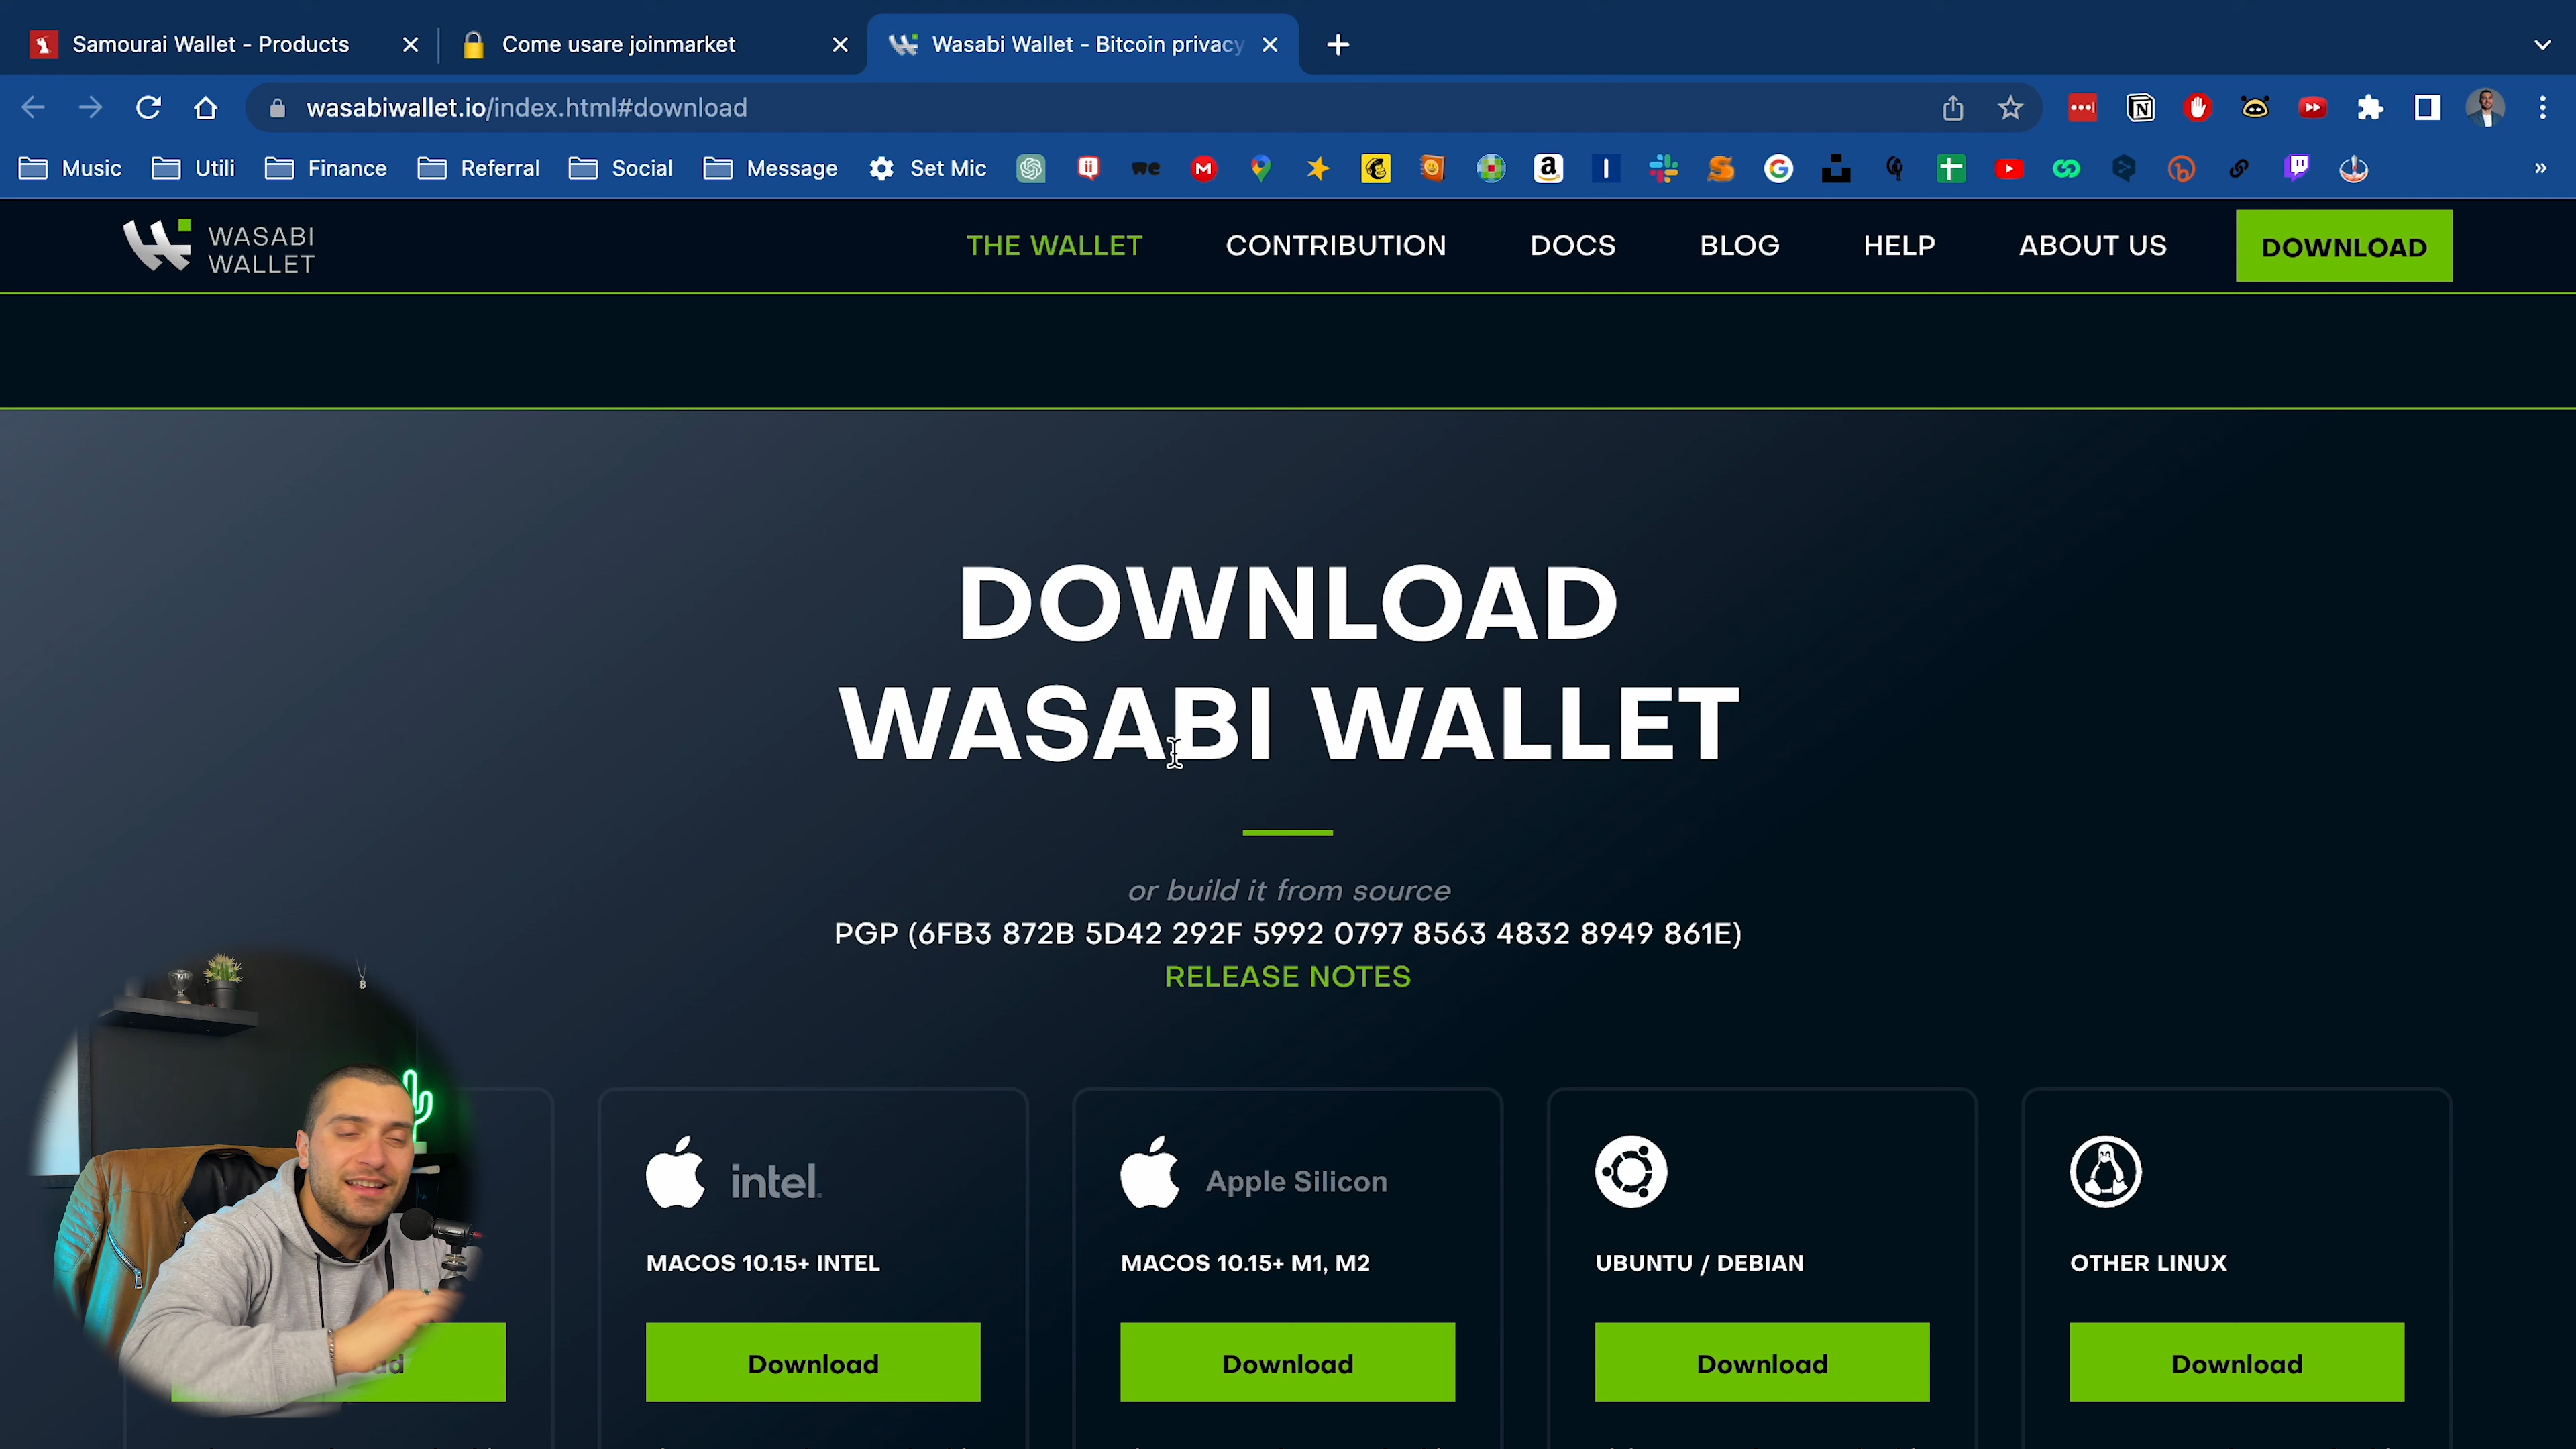 Samourai Wallet - Products
Come usare joinmarket
Wasabi Wallet - Bitcoin privacy
wasabiwallet.io/index.html#download
Music
Utili
Finance
Referral
Social
Message
Set Mic
WASABI
WALLET
THE WALLET
CONTRIBUTION
DOCS
BLOG
HELP
ABOUT US
DOWNLOAD
DOWNLOAD
WASABI WALLET
or build it from source
PGP (6FB3 872B 5D42 292F 5992 0797 8563 4832 8949 861E)
RELEASE NOTES
intel
Apple Silicon
MACOS 10.15+ INTEL
MACOS 10.15+ M1, M2
UBUNTU / DEBIAN
OTHER LINUX
Download
Download
Download
Download